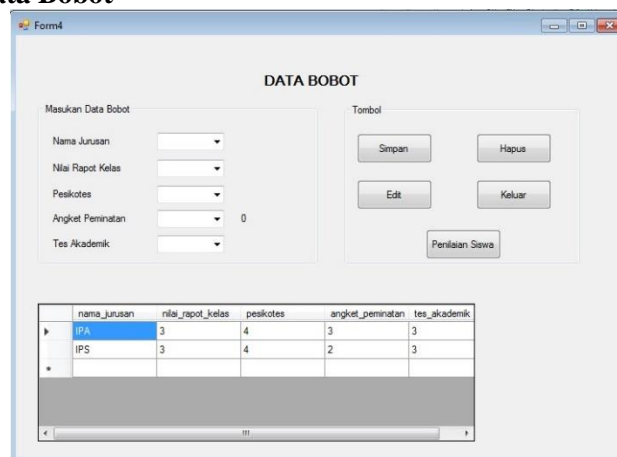 Form4
DATA BOBOT
Masukan Data Bobot
Nama Jurusan
Nilai Rapot Kelas
Pesikotes
Angket Peminatan 0
Tes Akademik
Tombol
Simpan Hapus
Edit Keluar
Penilaian Siswa
nama_jurusan nilai_rapot_kelas pesikotes angket_peminatan tes_akademik
IPA 3 4 3 3
IPS 3 4 2 3